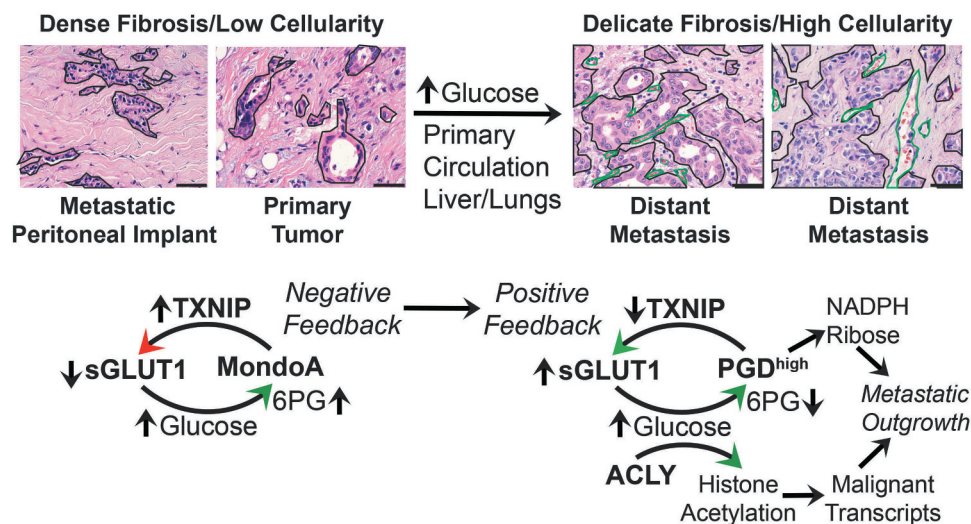 Dense Fibrosis/Low Cellularity
Delicate Fibrosis/High Cellularity
Glucose
Primary
Circulation
Liver/Lungs
Metastatic
Peritoneal Implant
Primary
Tumor
Distant
Metastasis
Distant
Metastasis
TXNIP
Negative
Feedback
Positive
Feedback
TXNIP
NADPH
Ribose
sGLUT1
MondoA
6PG
Glucose
sGLUT1
PGDhigh
6PG
Glucose
Metastatic
Outgrowth
ACLY
Histone
Acetylation
Malignant
Transcripts